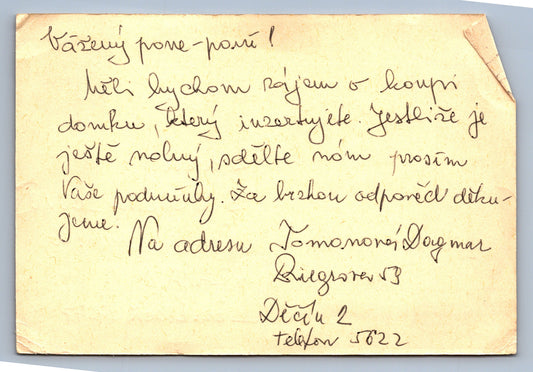 Vážený pane-paní!
Měli bychom zájem o koupi
domku, který inzerujete. Jestliže je
ještě volný, sdělte nám prosím
Vaše podmínky. Za brzkou odpověď děku-
jeme.
Na adresu Tomanová Dagmar
Riegrova 53
Děčín 2
telefon 5622